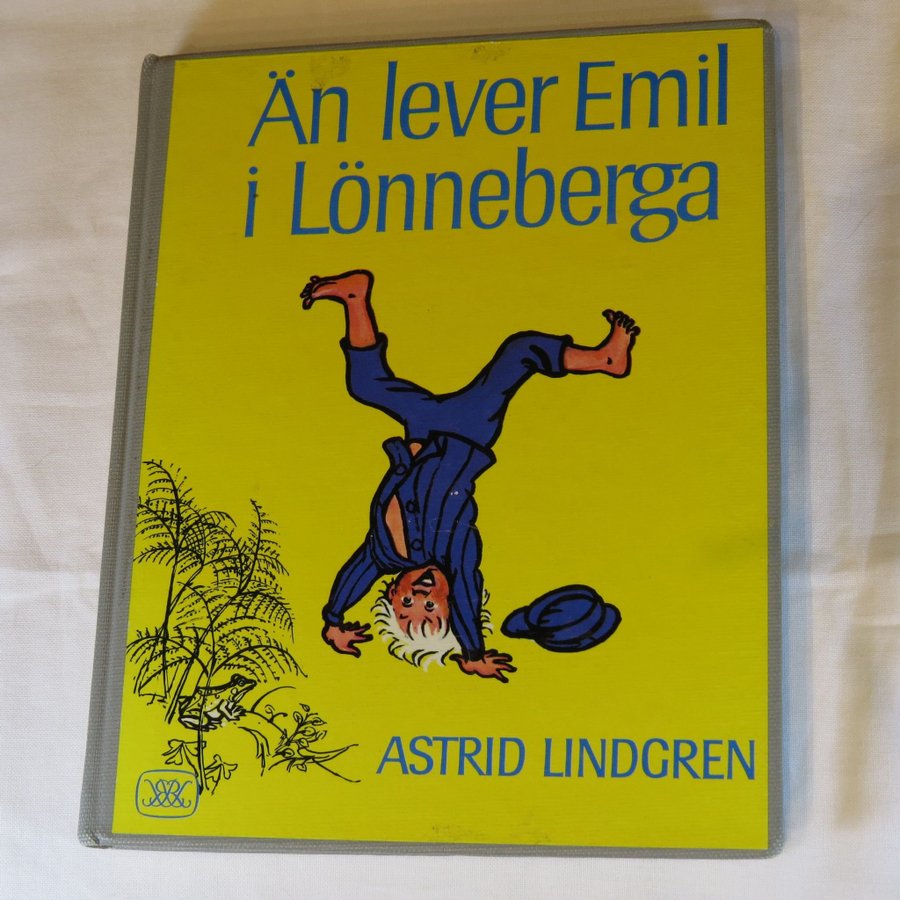 Än lever Emil
i Lönneberga
ASTRID LINDGREN